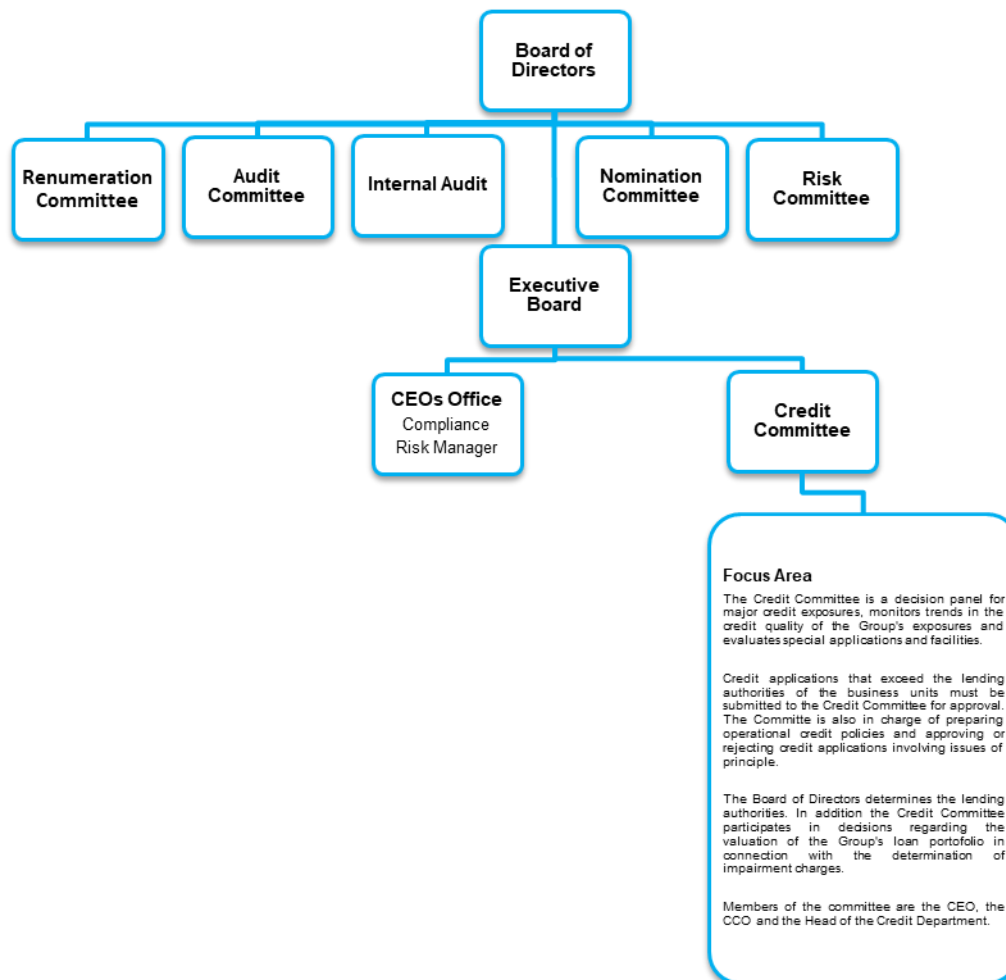 Board of
Directors
Renumeration
Committee
Audit
Committee
Internal Audit
Nomination
Committee
Risk
Committee
Executive
Board
CEOs Office
Compliance
Risk Manager
Credit
Committee
Focus Area
The Credit Committee is a decision panel for
major credit exposures, monitors trends in the
credit quality of the Group's exposures and
evaluates special applications and facilities.
Credit applications that exceed the lending
authorities of the business units must be
submitted to the Credit Committee for approval.
The Committe is also in charge of preparing
operational credit policies and approving or
rejecting credit applications involving issues of
principle.
The Board of Directors determines the lending
authorities. In addition the Credit Committee
participates in decisions regarding the
valuation of the Group's loan portofolio in
connection with the determination of
impairment charges.
Members of the committee are the CEO, the
CCO and the Head of the Credit Department.